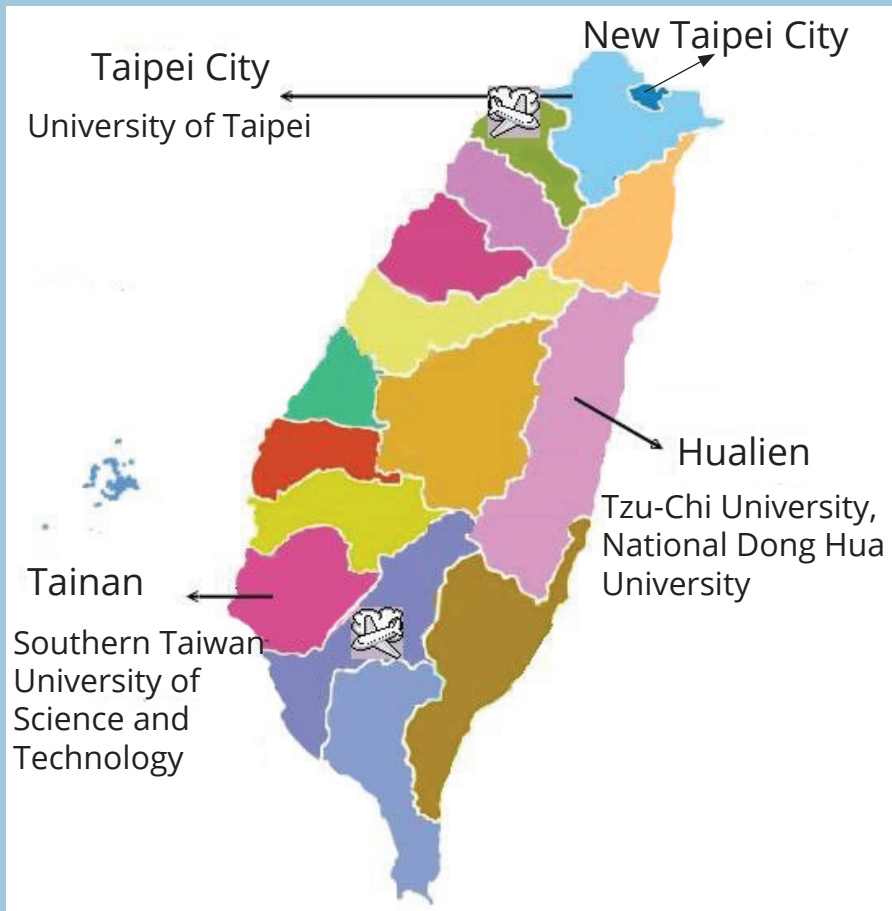 New Taipei City
Taipei City
University of Taipei
Hualien
Tzu-Chi University,
National Dong Hua
University
Tainan
Southern Taiwan
University of
Science and
Technology